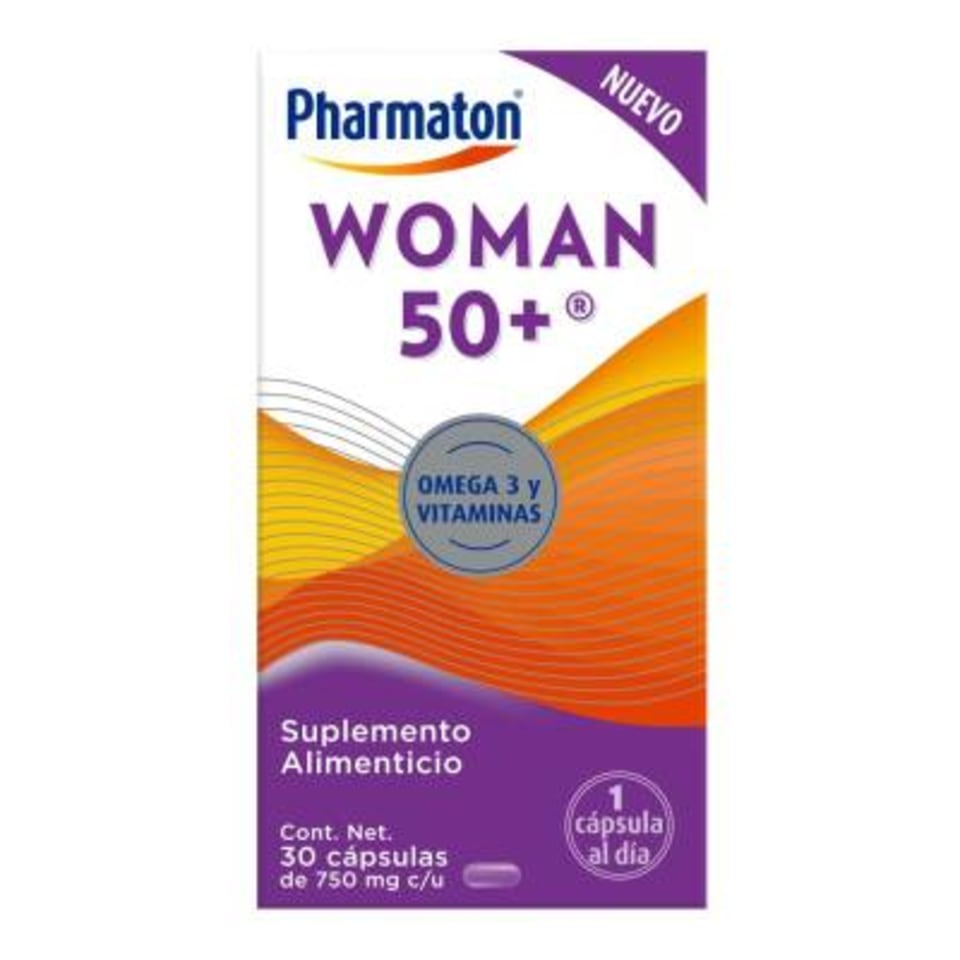 Pharmaton®
NUEVO
WOMAN
50+®
OMEGA 3 y
VITAMINAS
Suplemento
Alimenticio
Cont. Net.
30 cápsulas
de 750 mg c/u
1
cápsula
al día